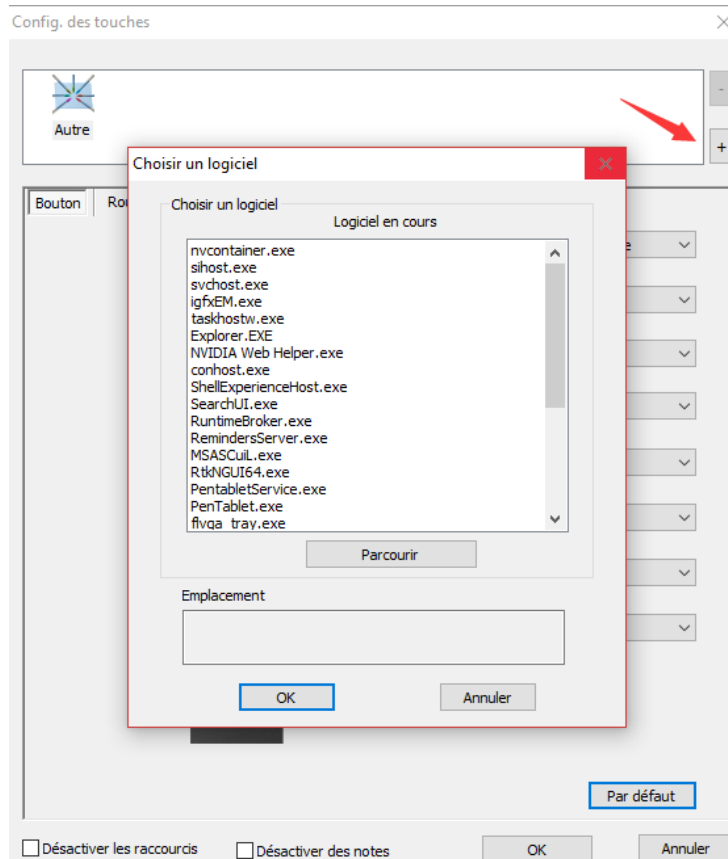 Config. des touches
-
Autre
+
Choisir un logiciel
Bouton
Choisir un logiciel
Logiciel en cours
nvcontainer.exe
sihost.exe
svchost.exe
igfxEM.exe
taskhostw.exe
Explorer.EXE
NVIDIA Web Helper.exe
conhost.exe
ShellExperienceHost.exe
SearchUI.exe
RuntimeBroker.exe
RemindersServer.exe
MSASCuiL.exe
RtkNGUI64.exe
PentabletService.exe
PenTablet.exe
flvga_tray.exe
Parcourir
Emplacement
OK
Annuler
Par défaut
Désactiver les raccourcis
Désactiver des notes
OK
Annuler